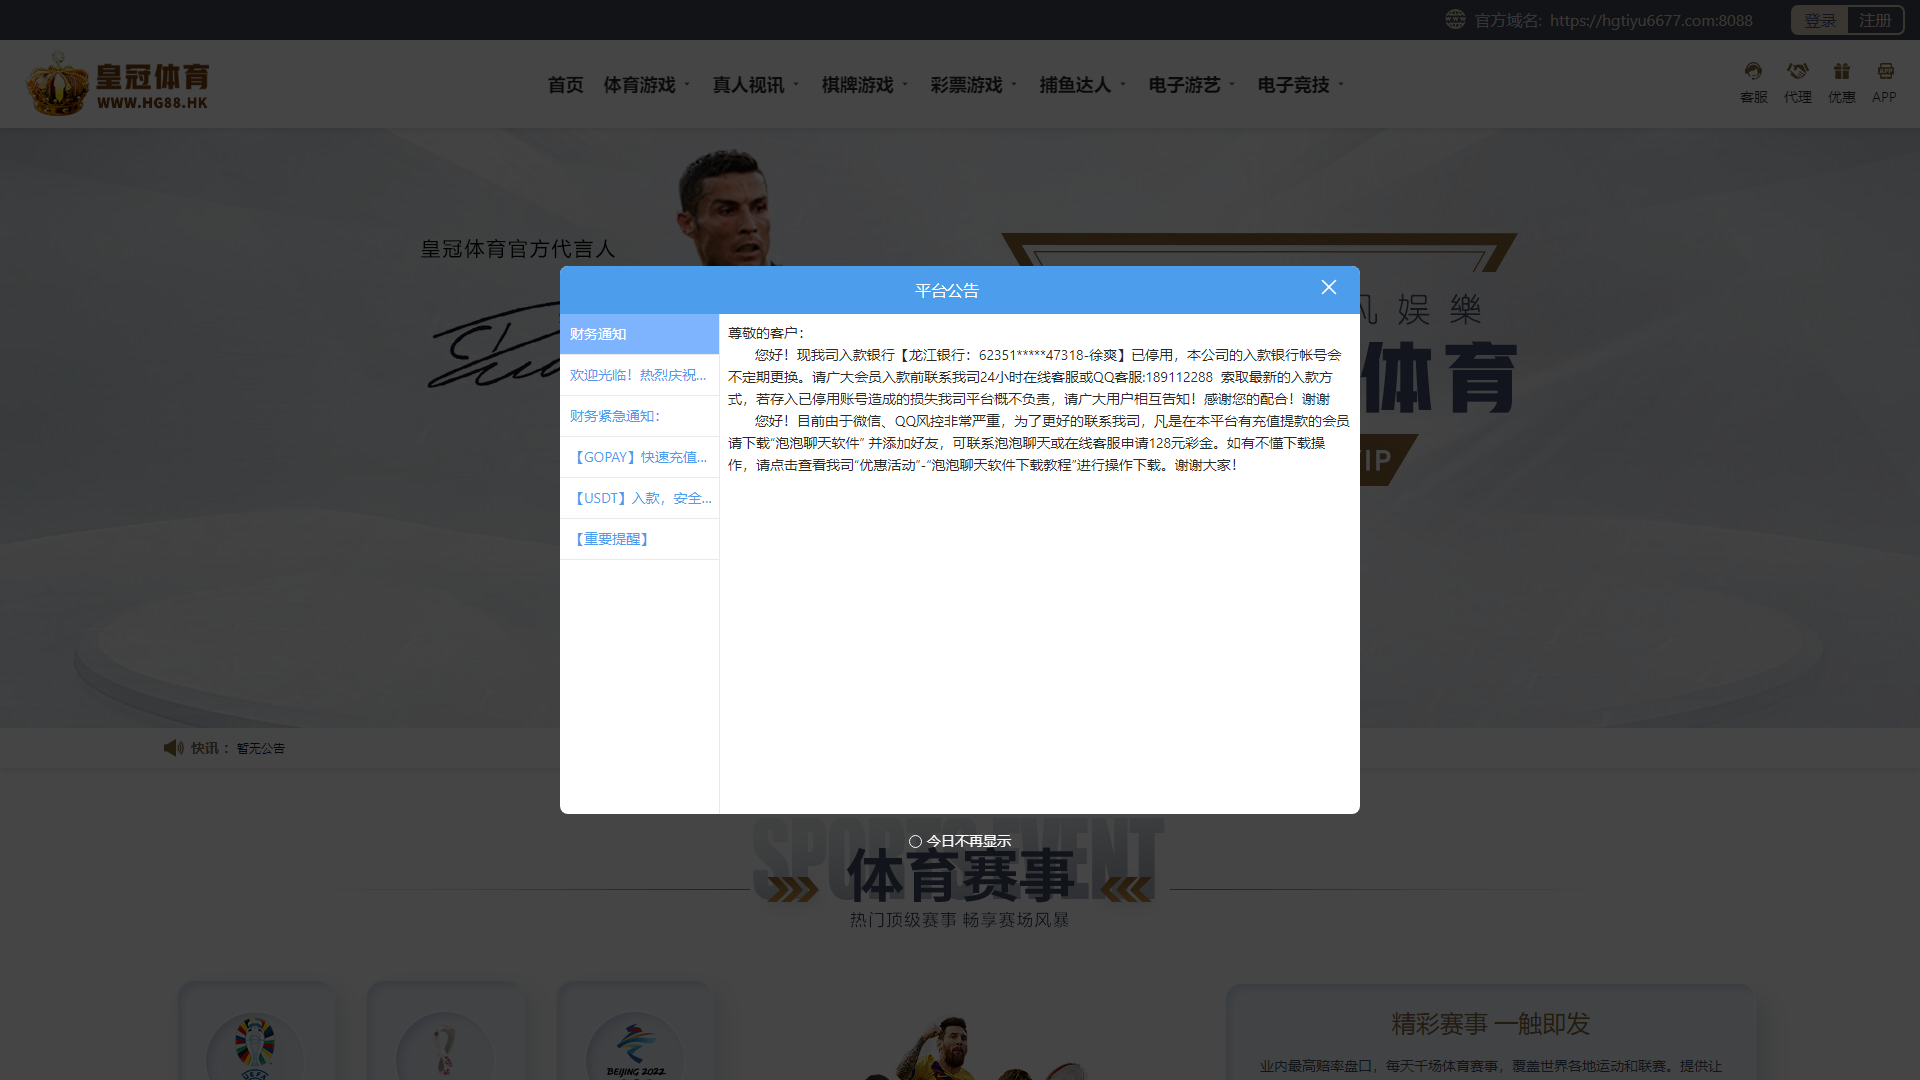 官方域名: https://hgtiyu6677.com:8088
登录 注册
皇冠体育
WWW.HG88.HK
首页 体育游戏 真人视讯 棋牌游戏 彩票游戏 捕鱼达人 电子游艺 电子竞技
客服 代理 优惠 APP
皇冠体育官方代言人
娱樂
体育
VIP
平台公告
财务通知
欢迎光临！热烈庆祝...
财务紧急通知：
【GOPAY】快速充值...
【USDT】入款，安全...
【重要提醒】
尊敬的客户：
您好！现我司入款银行【龙江银行：62351*****47318-徐爽】已停用，本公司的入款银行帐号会
不定期更换。请广大会员入款前联系我司24小时在线客服或QQ客服:189112288 索取最新的入款方
式，若存入已停用账号造成的损失我司平台概不负责，请广大用户相互告知！感谢您的配合！谢谢
您好！目前由于微信、QQ风控非常严重，为了更好的联系我司，凡是在本平台有充值提款的会员
请下载“泡泡聊天软件” 并添加好友，可联系泡泡聊天或在线客服申请128元彩金。如有不懂下载操
作，请点击查看我司“优惠活动”-“泡泡聊天软件下载教程”进行操作下载。谢谢大家！
快讯 ： 暂无公告
今日不再显示
SPORTS EVENT
体育赛事
热门顶级赛事 畅享赛场风暴
BEIJING 2022
精彩赛事 一触即发
业内最高赔率盘口，每天千场体育赛事，覆盖世界各地运动和联赛。提供让